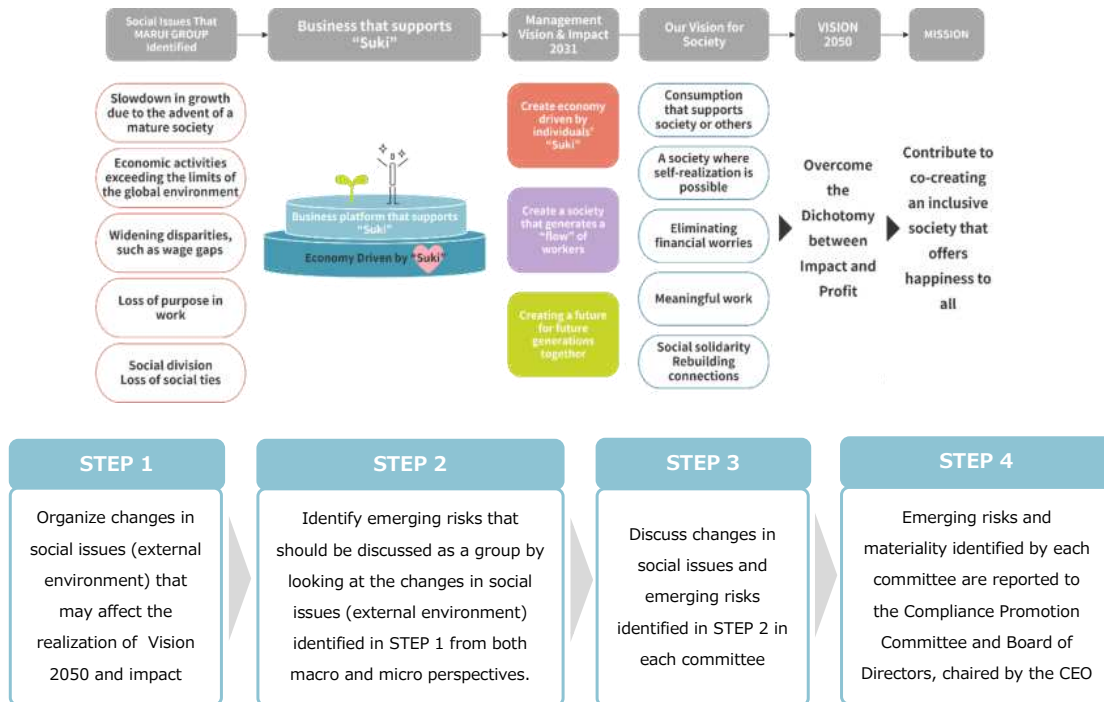 Social Issues That
MARUI GROUP
Identified
Business that supports
“Suki”
Management
Vision & Impact
2031
Our Vision for
Society
VISION
2050
MISSION
Slowdown in growth
due to the advent of a
mature society
Economic activities
exceeding the limits of
the global environment
Widening disparities,
such as wage gaps
Loss of purpose in
work
Social division
Loss of social ties
Business platform that supports
“Suki”
Economy Driven by “Suki”
Create economy
driven by
individuals’
“Suki”
Create a society
that generates a
“flow” of
workers
Creating a future
for future
generations
together
Consumption
that supports
society or others
A society where
self-realization is
possible
Eliminating
financial worries
Meaningful work
Social solidarity
Rebuilding
connections
Overcome
the
Dichotomy
between
Impact and
Profit
Contribute to
co-creating
an inclusive
society that
offers
happiness to
all
STEP 1
Organize changes in
social issues (external
environment) that
may affect the
realization of Vision
2050 and impact
STEP 2
Identify emerging risks that
should be discussed as a group by
looking at the changes in social
issues (external environment)
identified in STEP 1 from both
macro and micro perspectives.
STEP 3
Discuss changes in
social issues and
emerging risks
identified in STEP 2 in
each committee
STEP 4
Emerging risks and
materiality identified by each
committee are reported to
the Compliance Promotion
Committee and Board of
Directors, chaired by the CEO